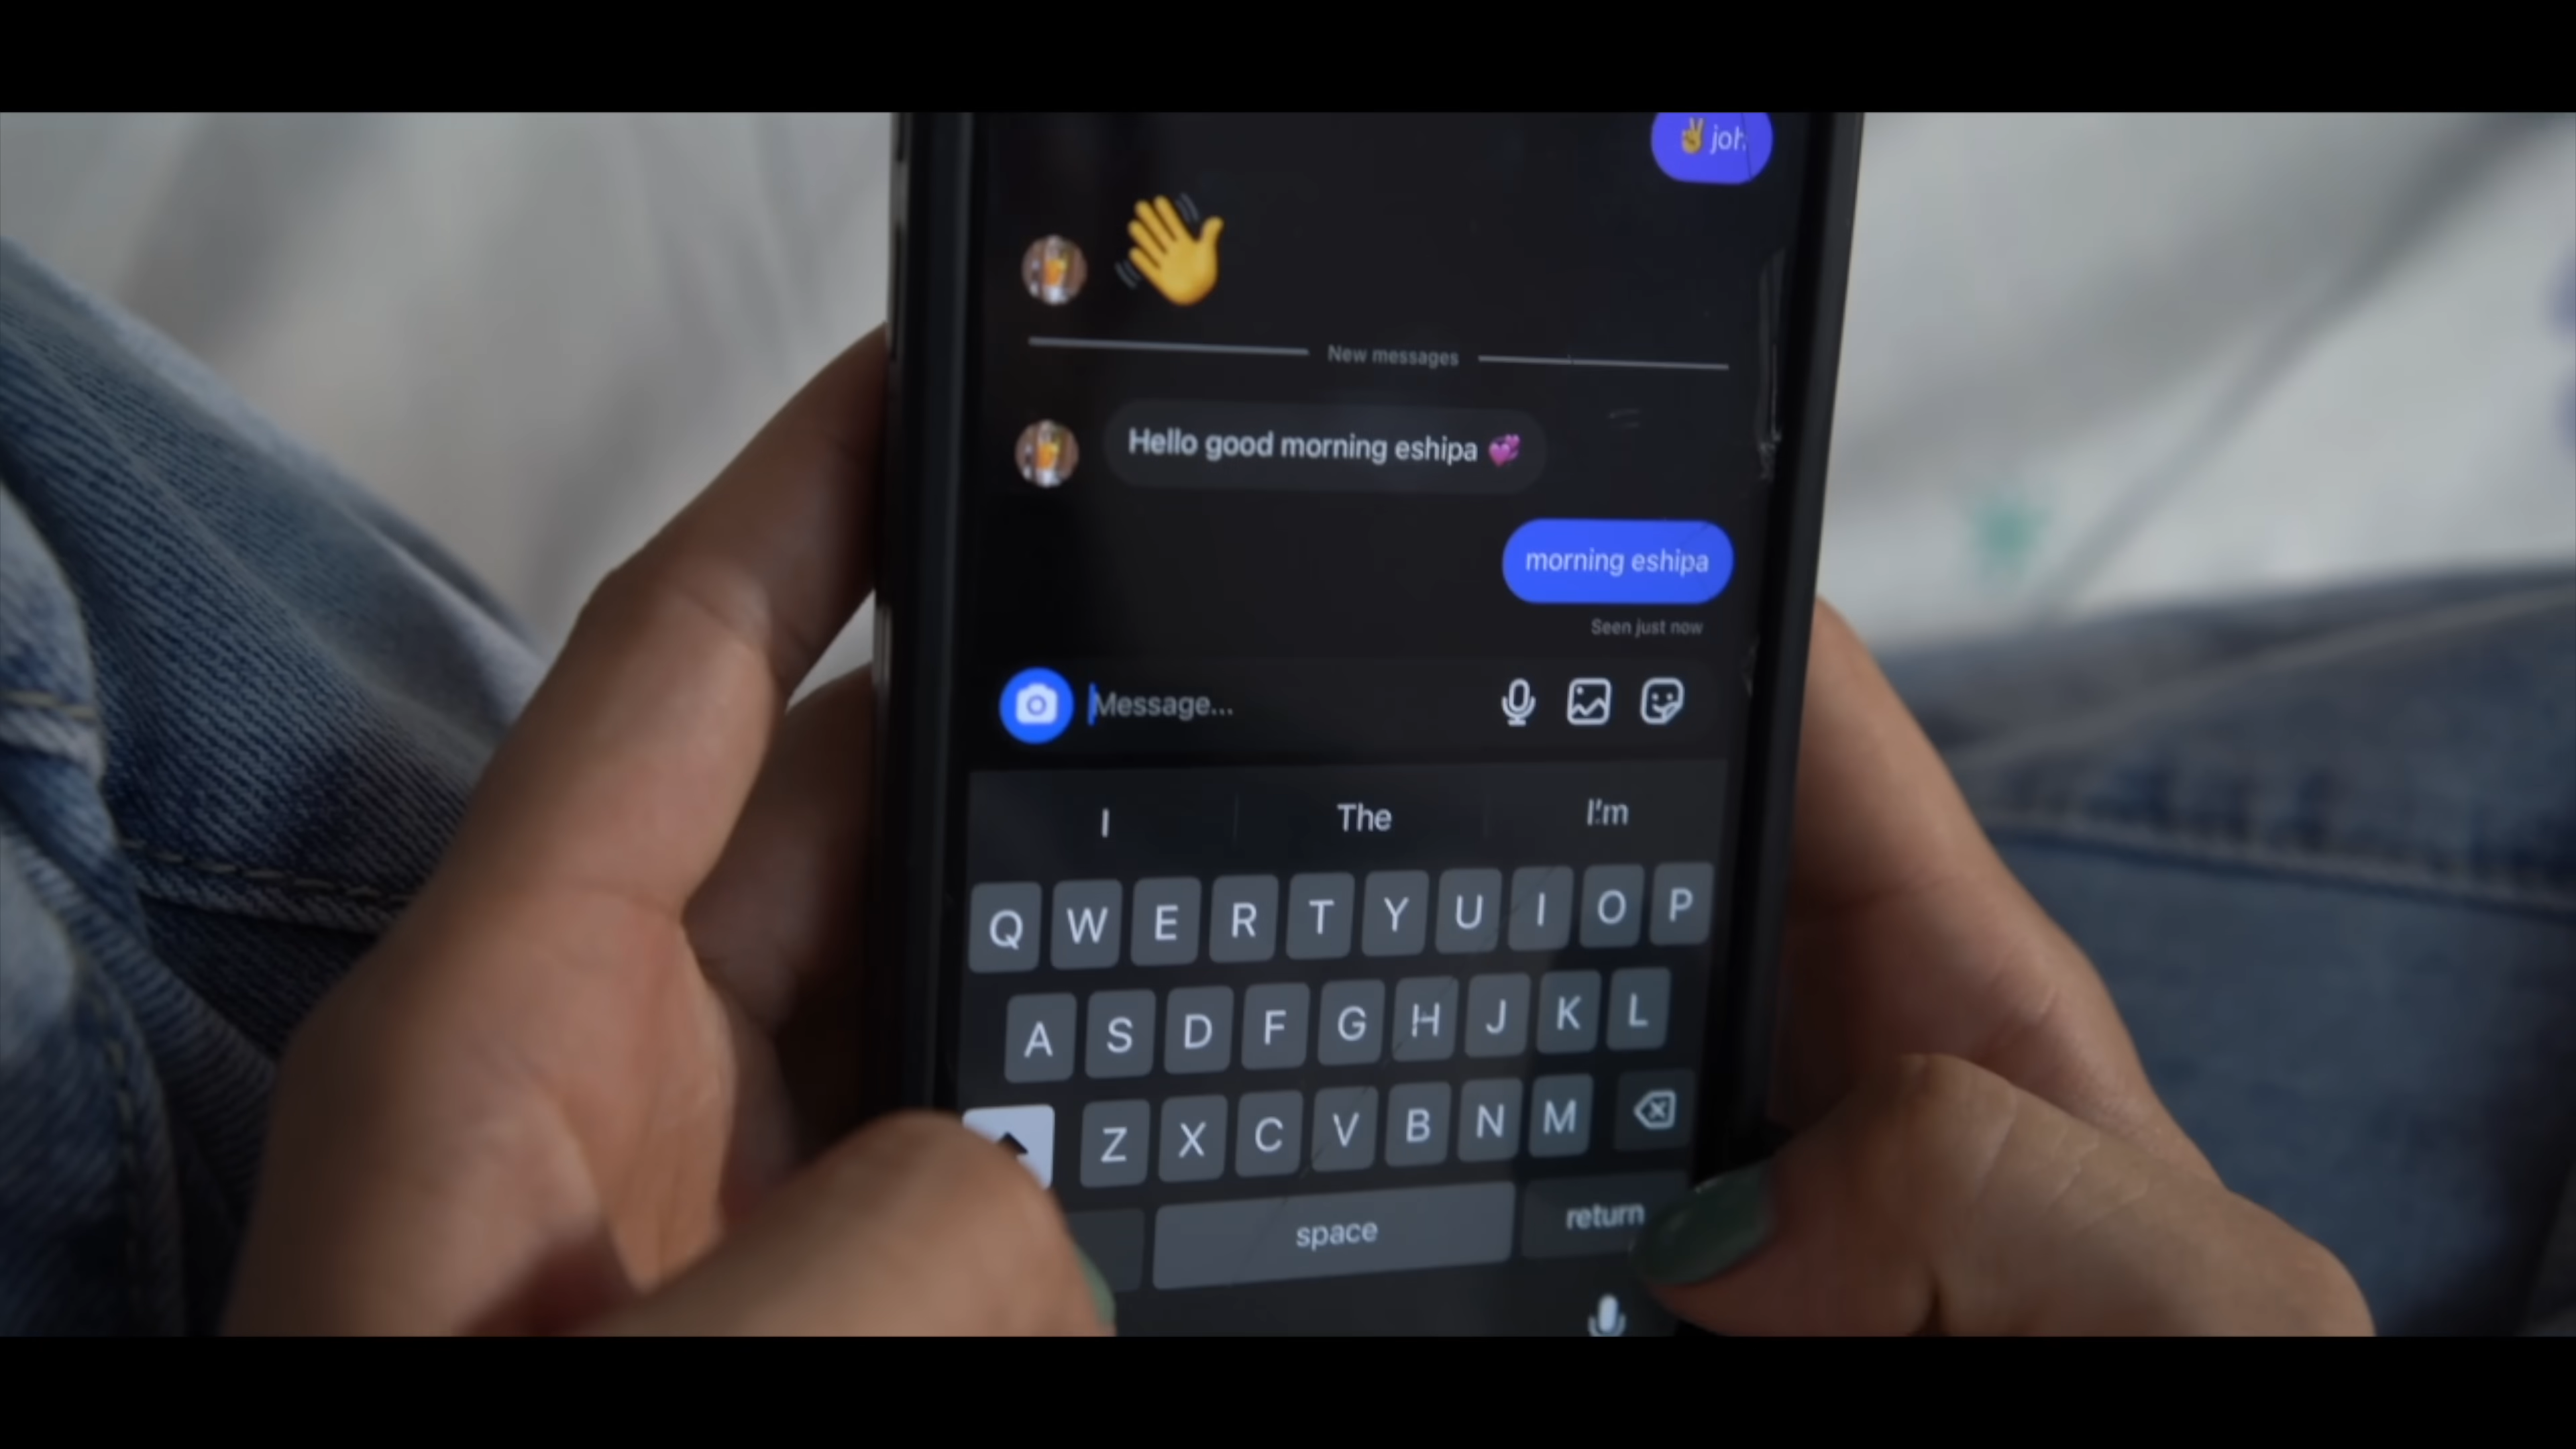 ✌️ joh
👋
New messages
Hello good morning eshipa 💞
morning eshipa
Seen just now
Message...
I The I'm
Q W E R T Y U I O P
A S D F G H J K L
Z X C V B N M
space return